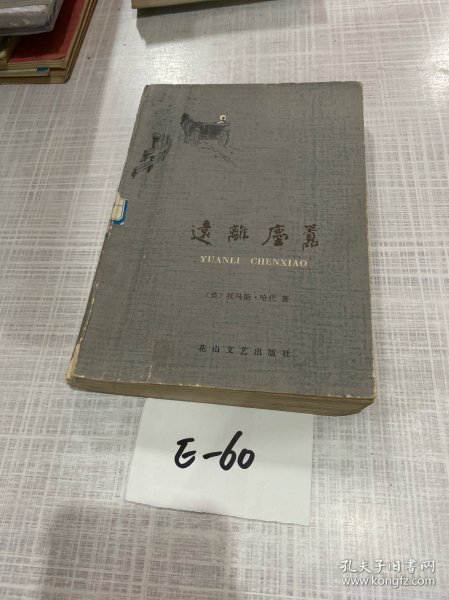 遠離塵囂
YUANLI CHENXIAO
〔英〕托马斯·哈代 著
花山文艺出版社
E-60
孔夫子旧书网
www.kongfz.com